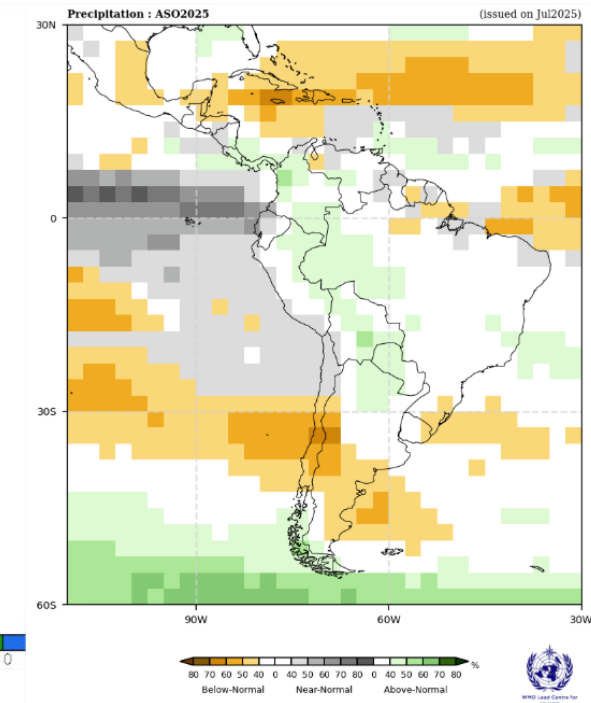 Precipitation : ASO2025 (issued on Jul2025)
30N
0
30S
60S
90W 60W 30W
0
80 70 60 50 40 0 40 50 60 70 80 0 40 50 60 70 80 %
Below-Normal Near-Normal Above-Normal
WMO Lead Centre for